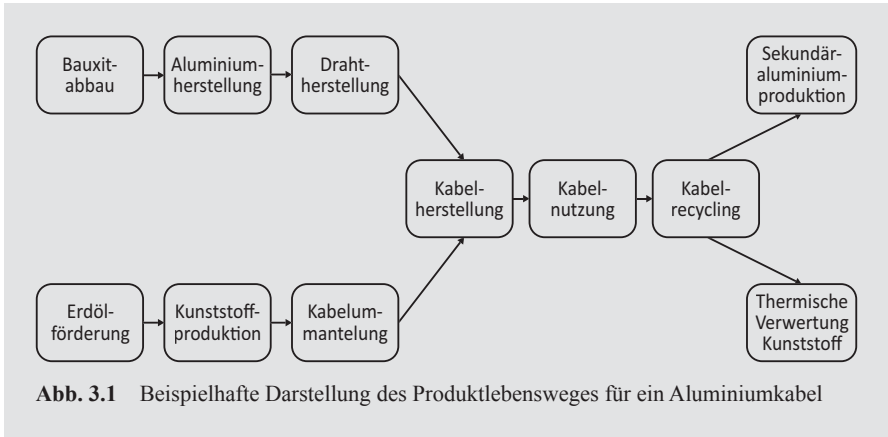 Bauxit-
abbau
Aluminium-
herstellung
Draht-
herstellung
Sekundär-
aluminium-
produktion
Kabel-
herstellung
Kabel-
nutzung
Kabel-
recycling
Erdöl-
förderung
Kunststoff-
produktion
Kabelum-
mantelung
Thermische
Verwertung
Kunststoff
Abb. 3.1 Beispielhafte Darstellung des Produktlebensweges für ein Aluminiumkabel